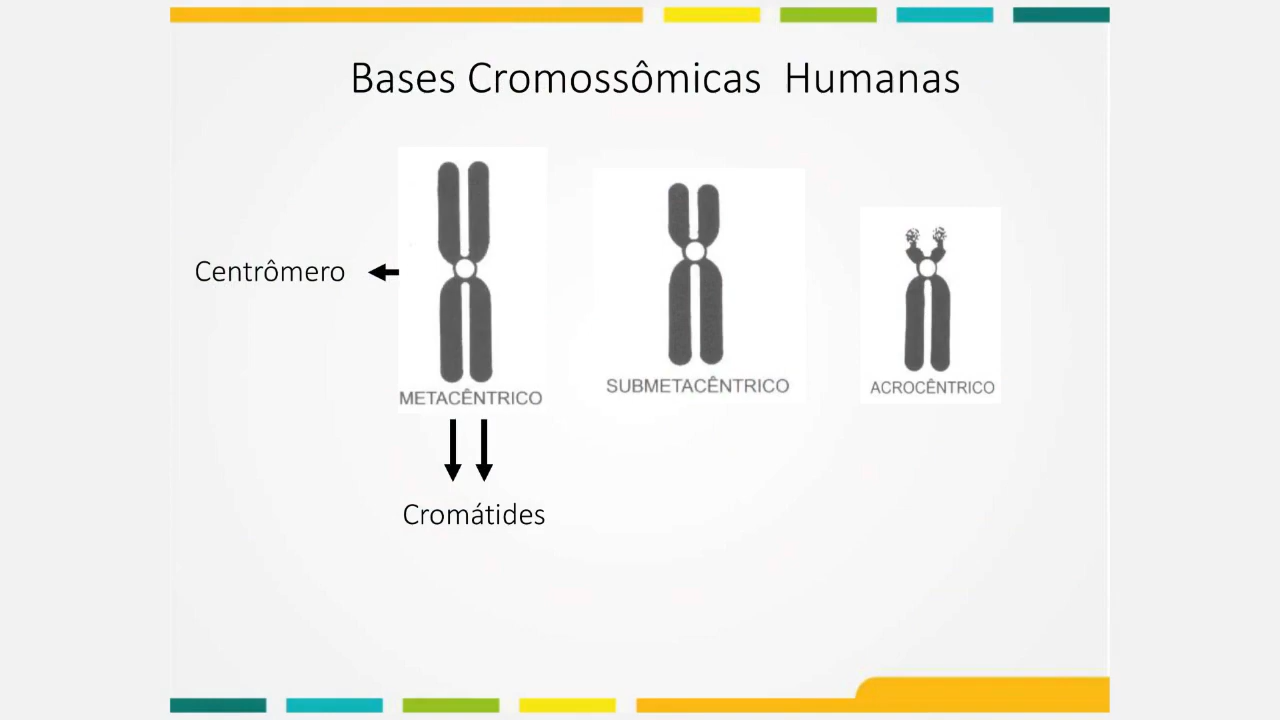 Bases Cromossômicas Humanas
Centrômero
METACÊNTRICO
SUBMETACÊNTRICO
ACROCÊNTRICO
Cromátides